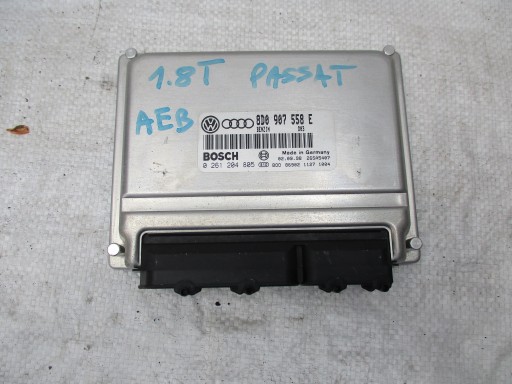 1.8T PASSAT
AEB
8D0 907 558 E
BENZIN
BOSCH
Made in Germany
0 261 204 805